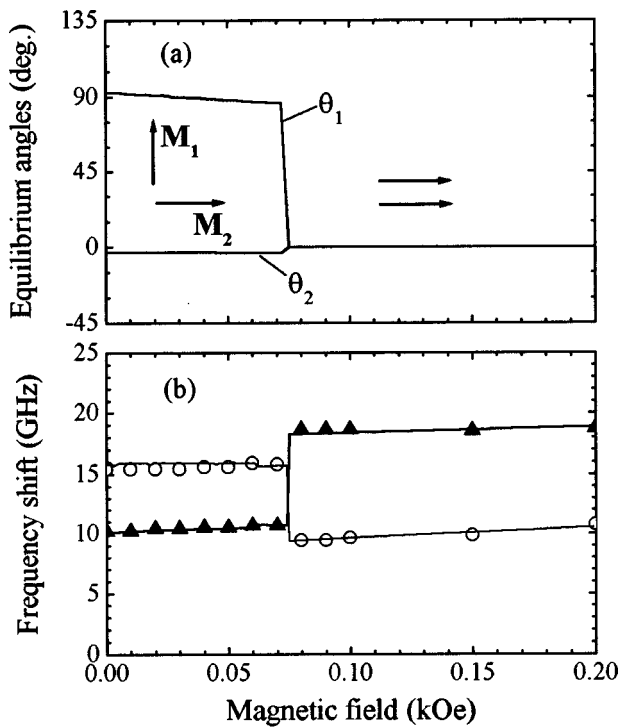 135
(a)
90
θ1
M1
45
M2
0
θ2
-45
Equilibrium angles (deg.)
25
(b)
20
15
10
5
0
Frequency shift (GHz)
0.00 0.05 0.10 0.15 0.20
Magnetic field (kOe)